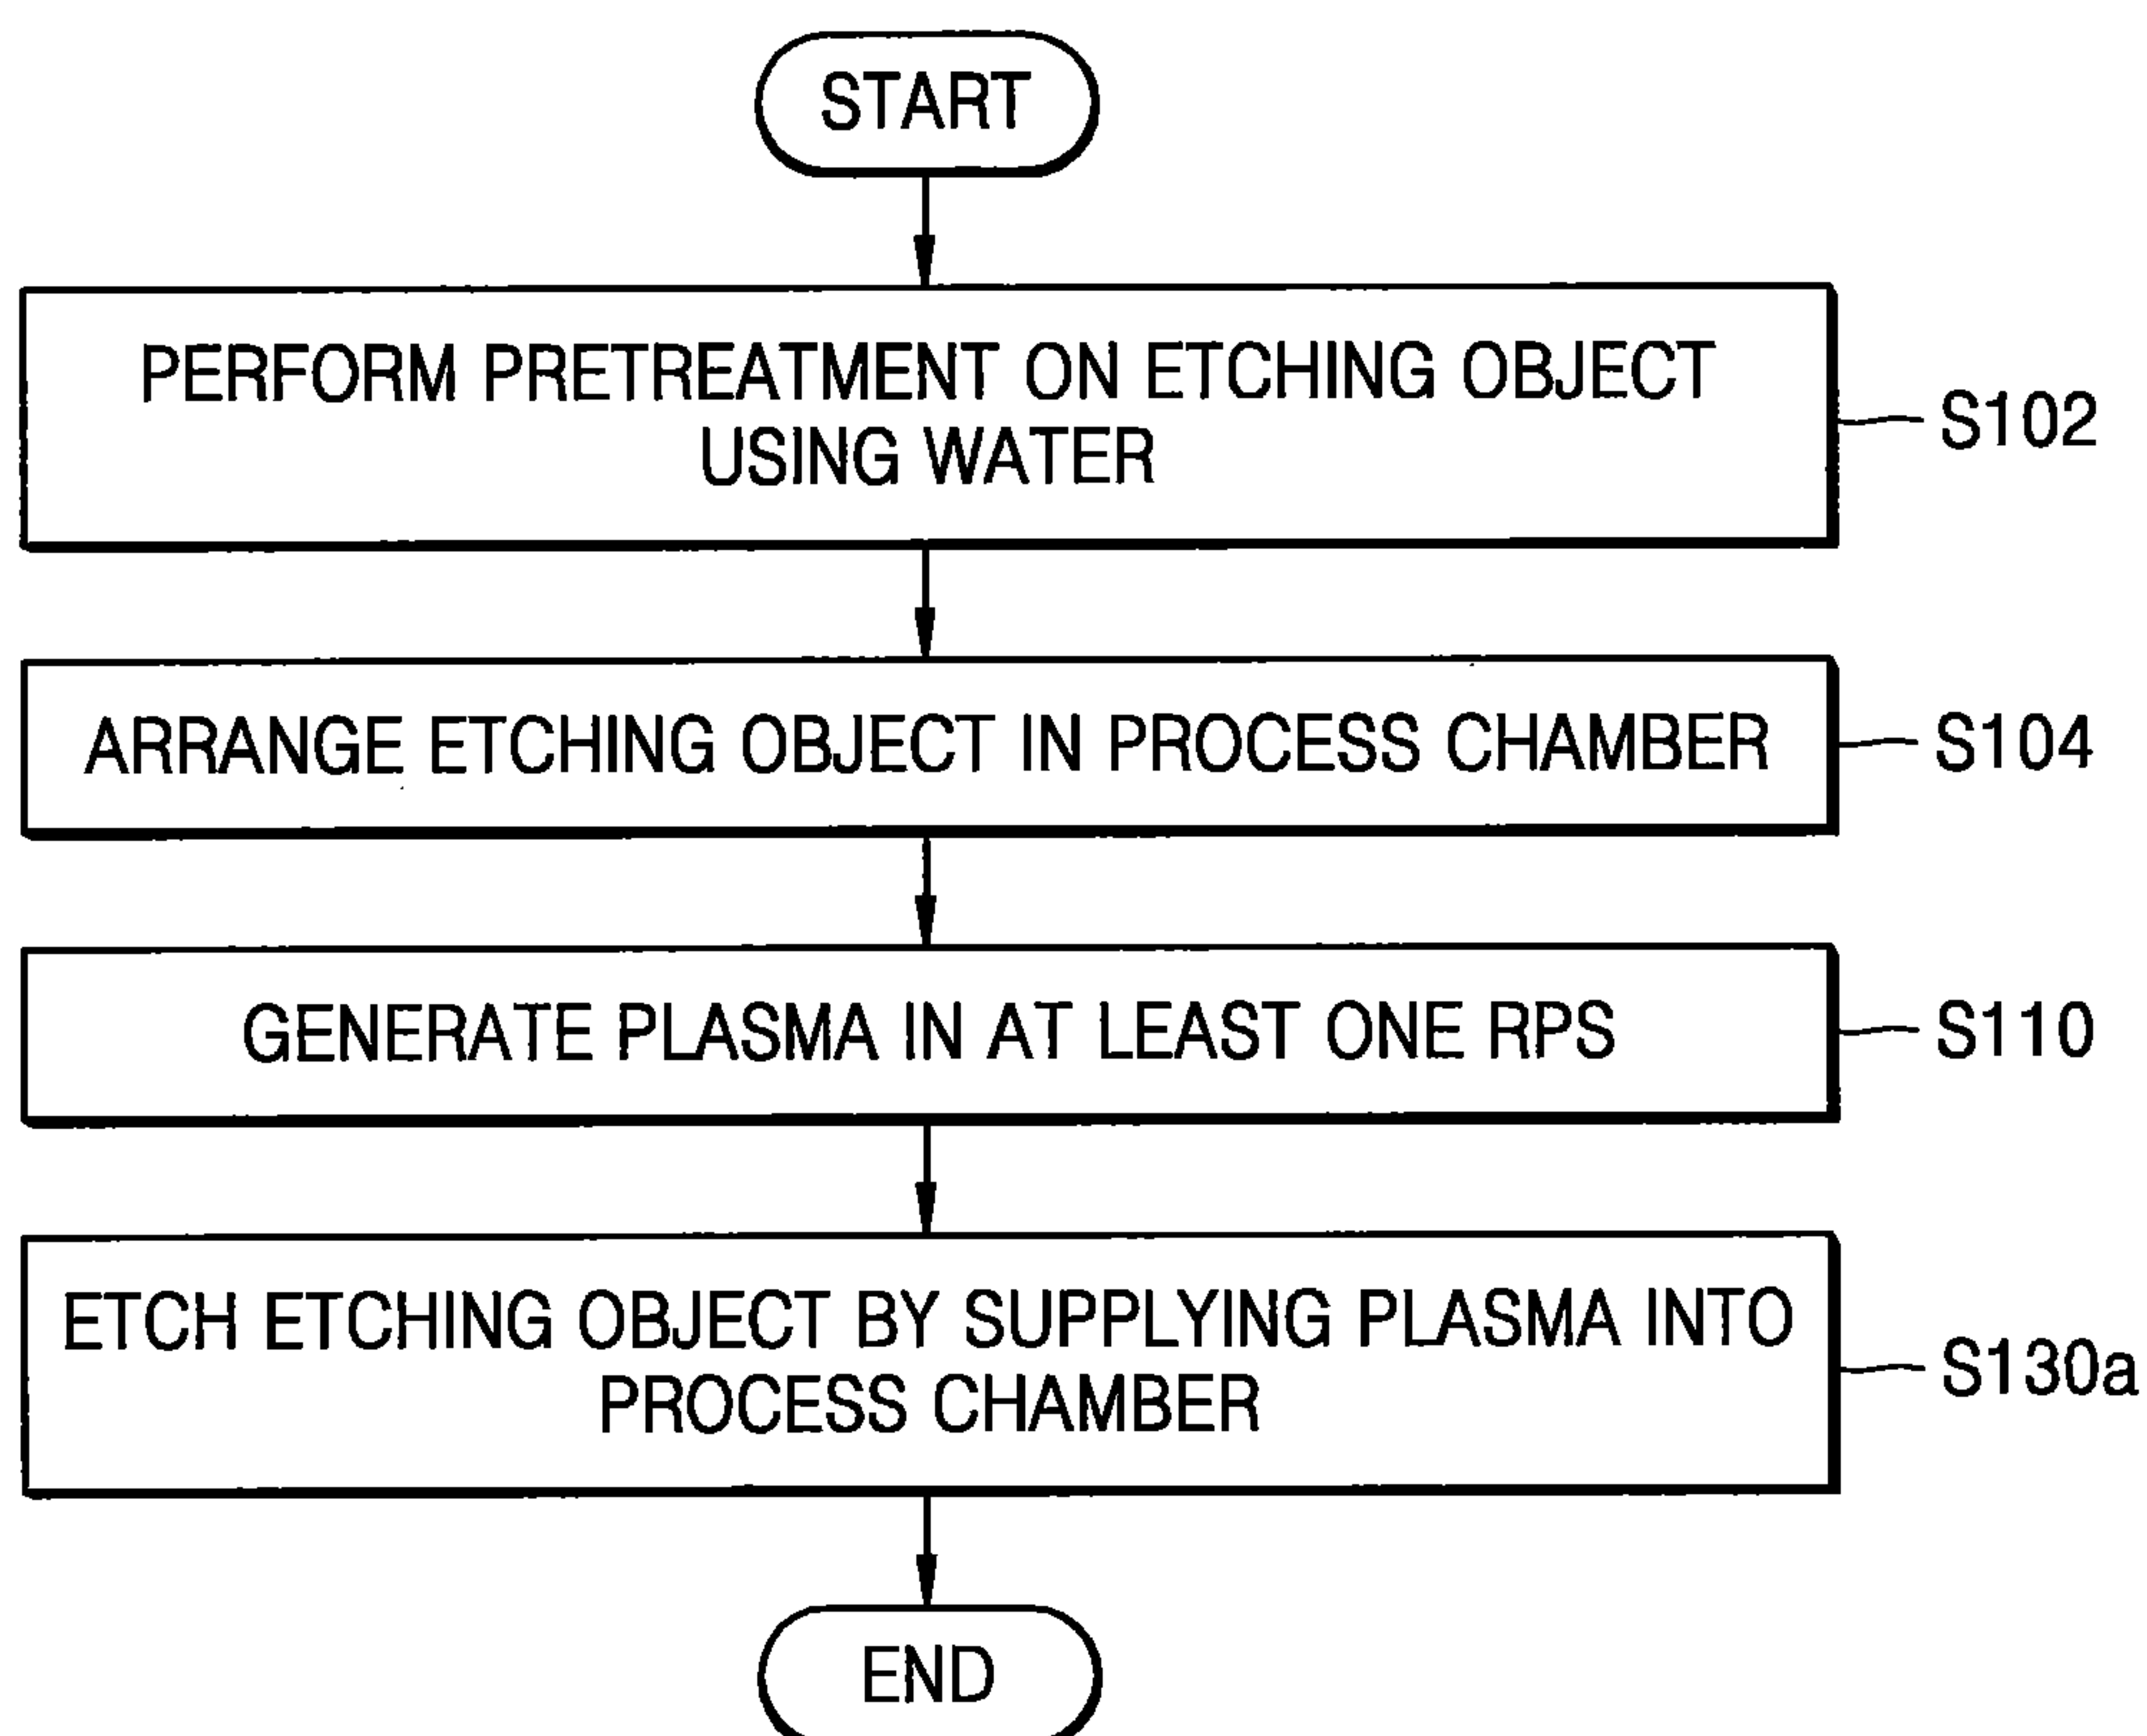 START
PERFORM PRETREATMENT ON ETCHING OBJECT
USING WATER
S102
ARRANGE ETCHING OBJECT IN PROCESS CHAMBER
S104
GENERATE PLASMA IN AT LEAST ONE RPS
S110
ETCH ETCHING OBJECT BY SUPPLYING PLASMA INTO
PROCESS CHAMBER
S130a
END